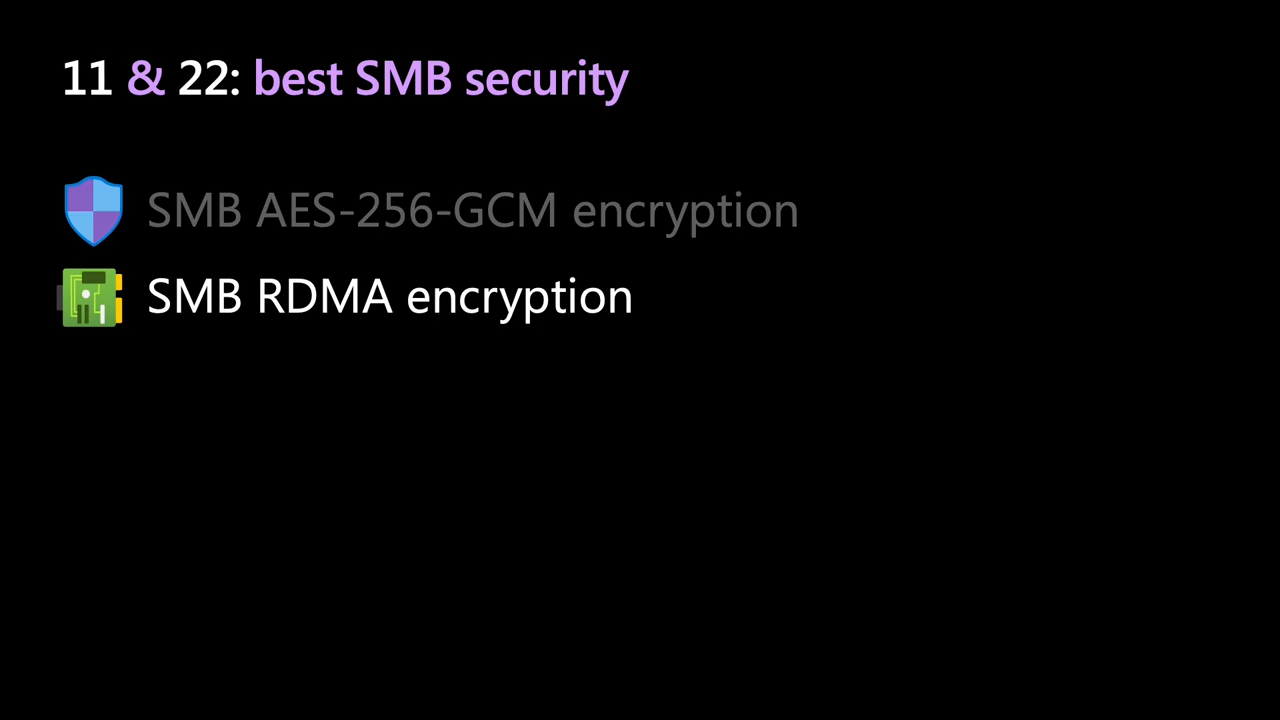 11 & 22: best SMB security
SMB AES-256-GCM encryption
SMB RDMA encryption